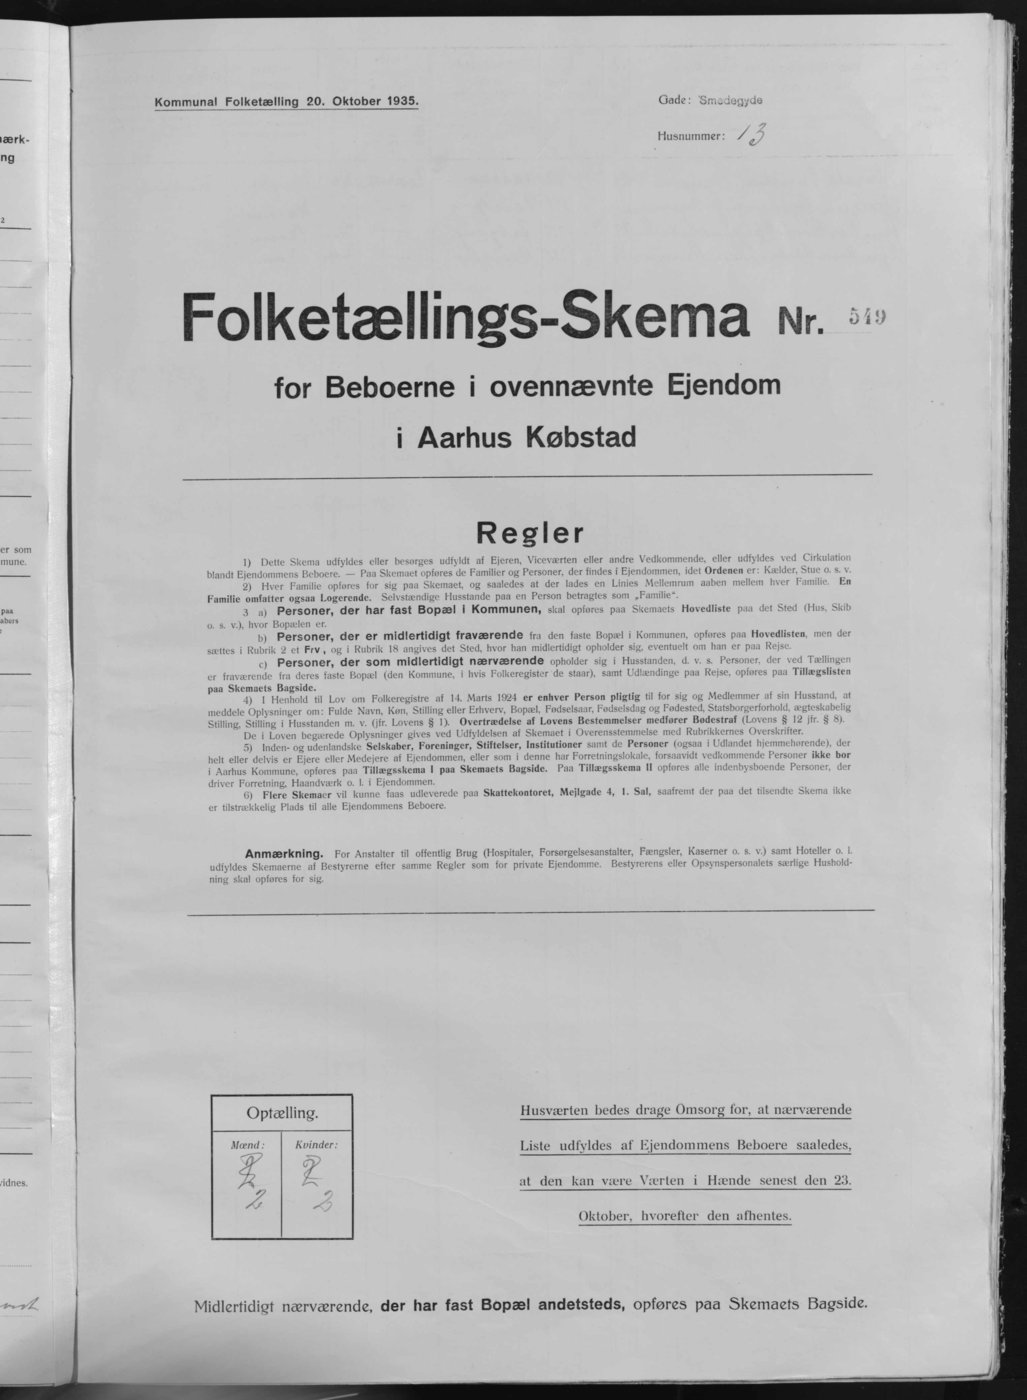 Kommunal Folketælling 20. Oktober 1935.
Gade: Smedegyde
Husnummer: 13
Folketællings-Skema Nr. 549
for Beboerne i ovennævnte Ejendom
i Aarhus Købstad
Regler
1) Dette Skema udfyldes eller besørges udfyldt af Ejeren, Viceværten eller andre Vedkommende, eller udfyldes ved Cirkulation
blandt Ejendommens Beboere. — Paa Skemaet opføres de Familier og Personer, der findes i Ejendommen, idet Ordenen er: Kælder, Stue o. s. v.
2) Hver Familie opføres for sig paa Skemaet, og saaledes at der lades en Linies Mellemrum aaben mellem hver Familie. En
Familie omfatter ogsaa Logerende. Selvstændige Husstande paa en Person betragtes som „Familie“.
3 a) Personer, der har fast Bopæl i Kommunen, skal opføres paa Skemaets Hovedliste paa det Sted (Hus, Skib
o. s. v.), hvor Bopælen er.
b) Personer, der er midlertidigt fraværende fra den faste Bopæl i Kommunen, opføres paa Hovedlisten, men der
sættes i Rubrik 2 et Frv., og i Rubrik 18 angives det Sted, hvor han midlertidigt opholder sig, eventuelt om han er paa Rejse.
c) Personer, der som midlertidigt nærværende opholder sig i Husstanden, d. v. s. Personer, der ved Tællingen
er fraværende fra deres faste Bopæl (den Kommune, i hvis Folkeregister de staar), samt Udlændinge paa Rejse, opføres paa Tillægslisten
paa Skemaets Bagside.
4) I Henhold til Lov om Folkeregistre af 14. Marts 1924 er enhver Person pligtig til for sig og Medlemmer af sin Husstand, at
meddele Oplysninger om: Fulde Navn, Køn, Stilling eller Erhverv, Bopæl, Fødselsaar, Fødselsdag og Fødested, Statsborgerforhold, ægteskabelig
Stilling, Stilling i Husstanden m. v. (jfr. Lovens § 1). Overtrædelse af Lovens Bestemmelser medfører Bødestraf (Lovens § 12 jfr. § 8).
De i Loven begærede Oplysninger gives ved Udfyldelsen af Skemaet i Overensstemmelse med Rubrikkernes Overskrifter.
5) Inden- og udenlandske Selskaber, Foreninger, Stiftelser, Institutioner samt de Personer (ogsaa i Udlandet hjemmehørende), der
helt eller delvis er Ejere eller Medejere af Ejendommen, eller som i denne har Forretningslokale, forsaavidt vedkommende Personer ikke bor
i Aarhus Kommune, opføres paa Tillægsskema I paa Skemaets Bagside. Paa Tillægsskema II opføres alle indenbysboende Personer, der
driver Forretning, Haandværk o. l. i Ejendommen.
6) Flere Skemaer vil kunne faas udleverede paa Skattekontoret, Mejlgade 4, 1. Sal, saafremt der paa det tilsendte Skema ikke
er tilstrækkelig Plads til alle Ejendommens Beboere.
Anmærkning. For Anstalter til offentlig Brug (Hospitaler, Forsørgelsesanstalter, Fængsler, Kaserner o. s. v.) samt Hoteller o. l.
udfyldes Skemaerne af Bestyrerne efter samme Regler som for private Ejendomme. Bestyrerens eller Opsynspersonalets særlige Hushold-
ning skal opføres for sig.
Optælling.
Mænd: Kvinder:
2 2
Husværten bedes drage Omsorg for, at nærværende
Liste udfyldes af Ejendommens Beboere saaledes,
at den kan være Værten i Hænde senest den 23.
Oktober, hvorefter den afhentes.
Midlertidigt nærværende, der har fast Bopæl andetsteds, opføres paa Skemaets Bagside.